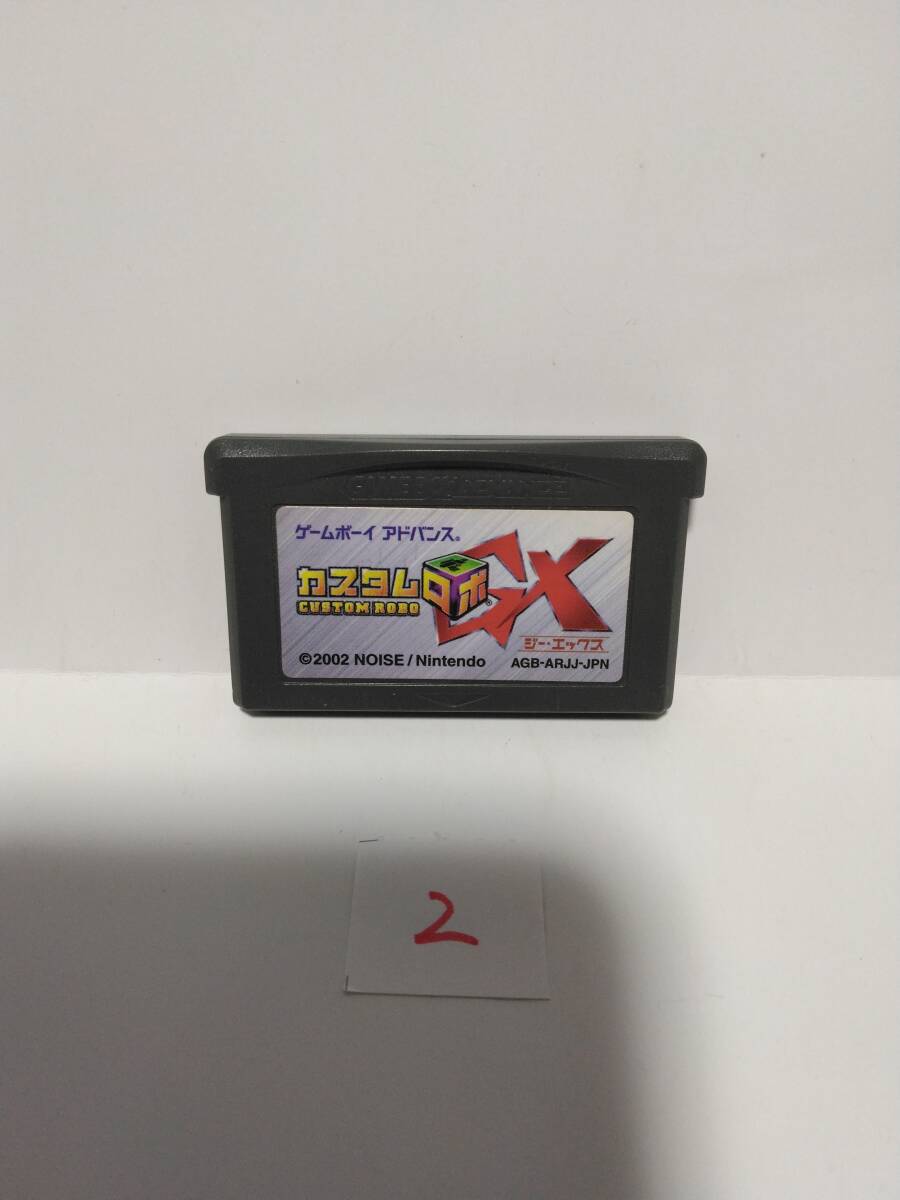 GAME BOY ADVANCE
ゲームボーイ アドバンス®
カスタムロボ® GX
CUSTOM ROBO
ジー・エックス
©2002 NOISE/Nintendo AGB-ARJJ-JPN
2